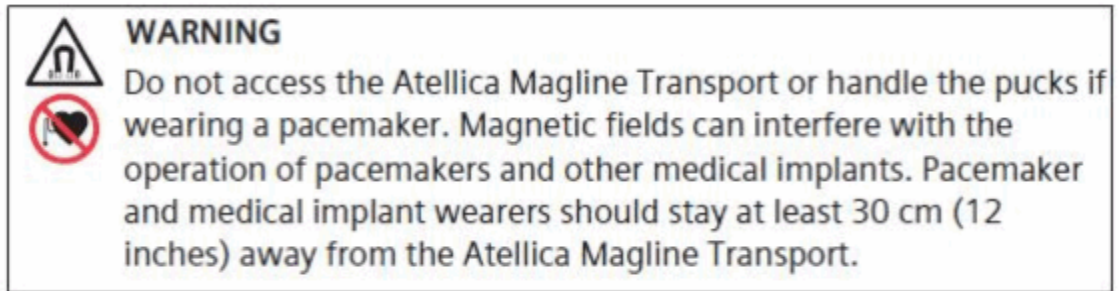 WARNING
Do not access the Atellica Magline Transport or handle the pucks if
wearing a pacemaker. Magnetic fields can interfere with the
operation of pacemakers and other medical implants. Pacemaker
and medical implant wearers should stay at least 30 cm (12
inches) away from the Atellica Magline Transport.